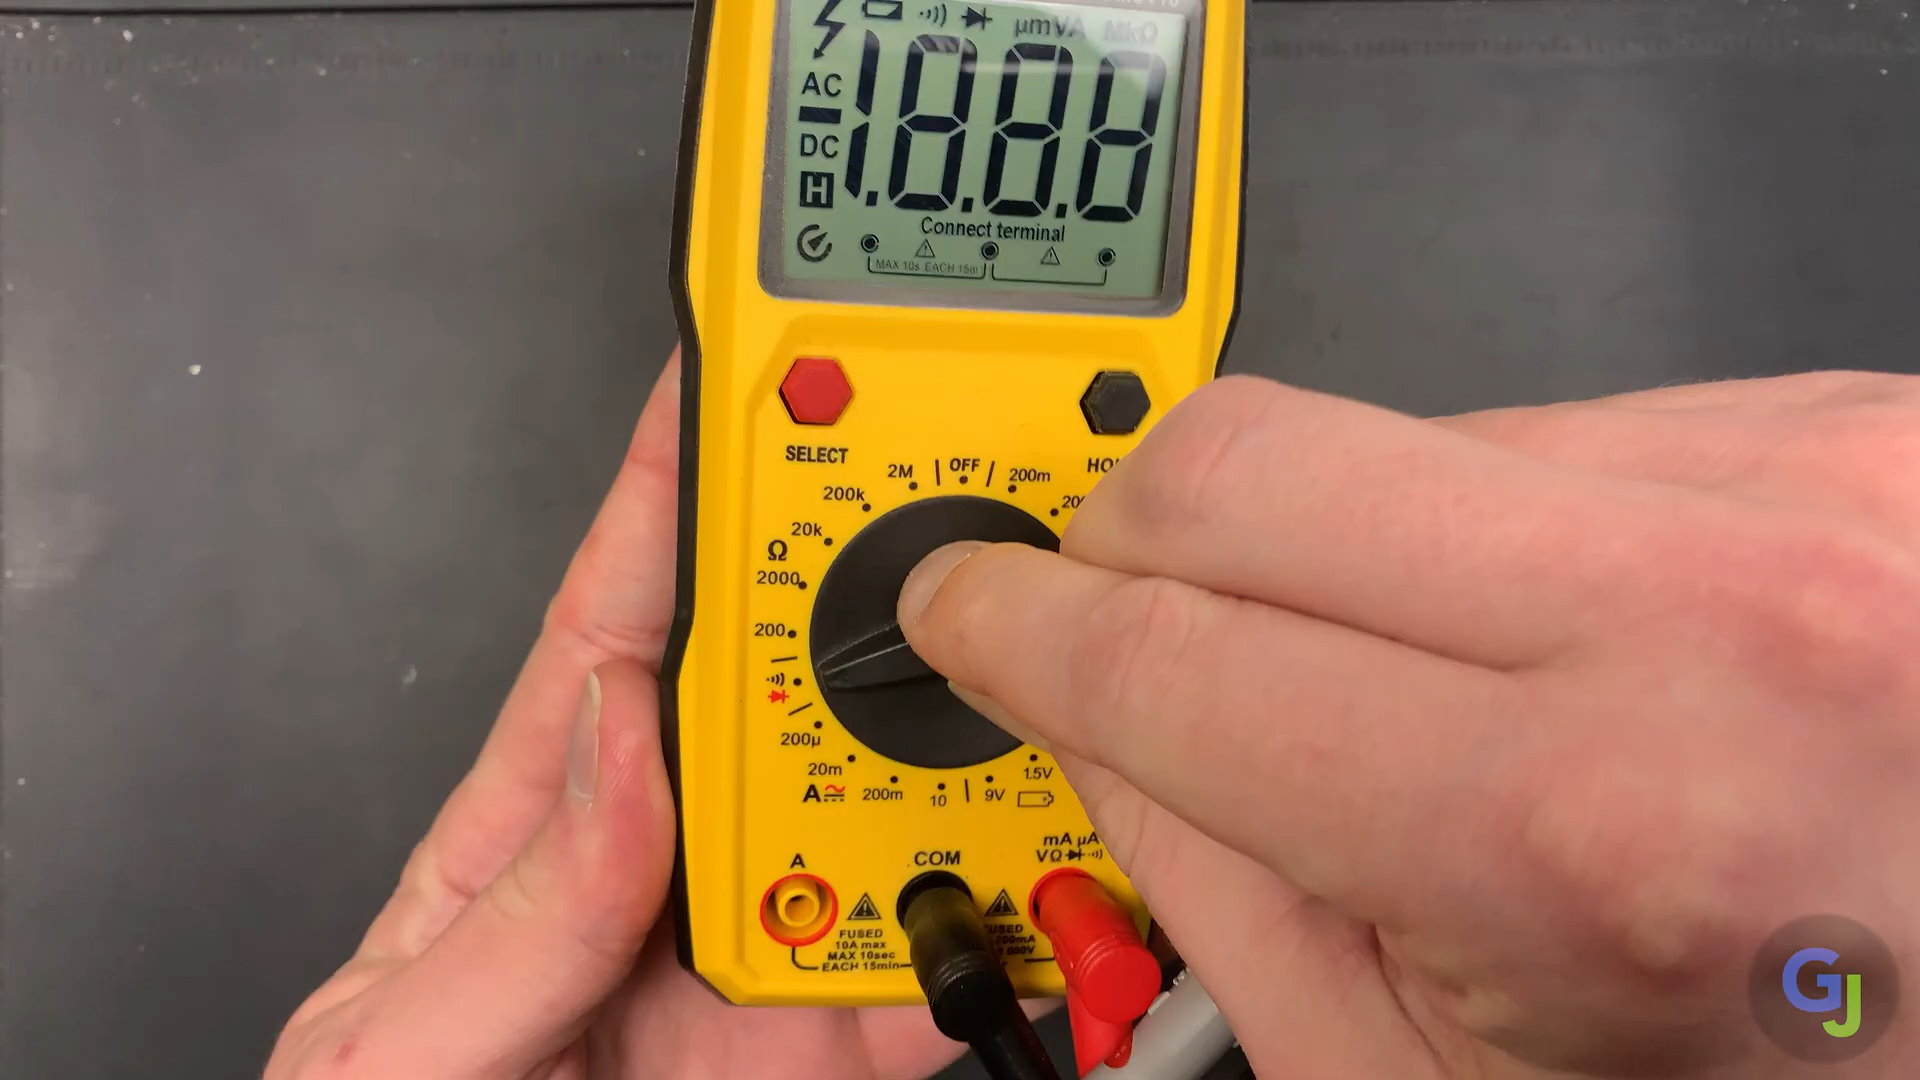 µmVA MkΩ
AC
DC
H
1.8.8.8
Connect terminal
MAX 10s EACH 15m
SELECT
2M
OFF
200m
200k
20k
Ω
2000
200
200µ
20m
A
200m
10
9V
1.5V
A
COM
mA µA
VΩ
FUSED
10A max
MAX 10sec
EACH 15min
GJ